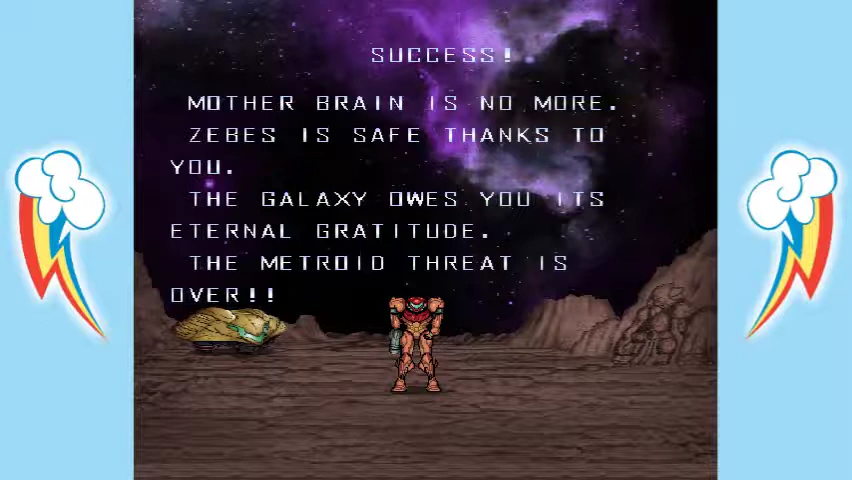 SUCCESS!
MOTHER BRAIN IS NO MORE.
ZEBES IS SAFE THANKS TO
YOU.
THE GALAXY OWES YOU ITS
ETERNAL GRATITUDE.
THE METROID THREAT IS
OVER!!